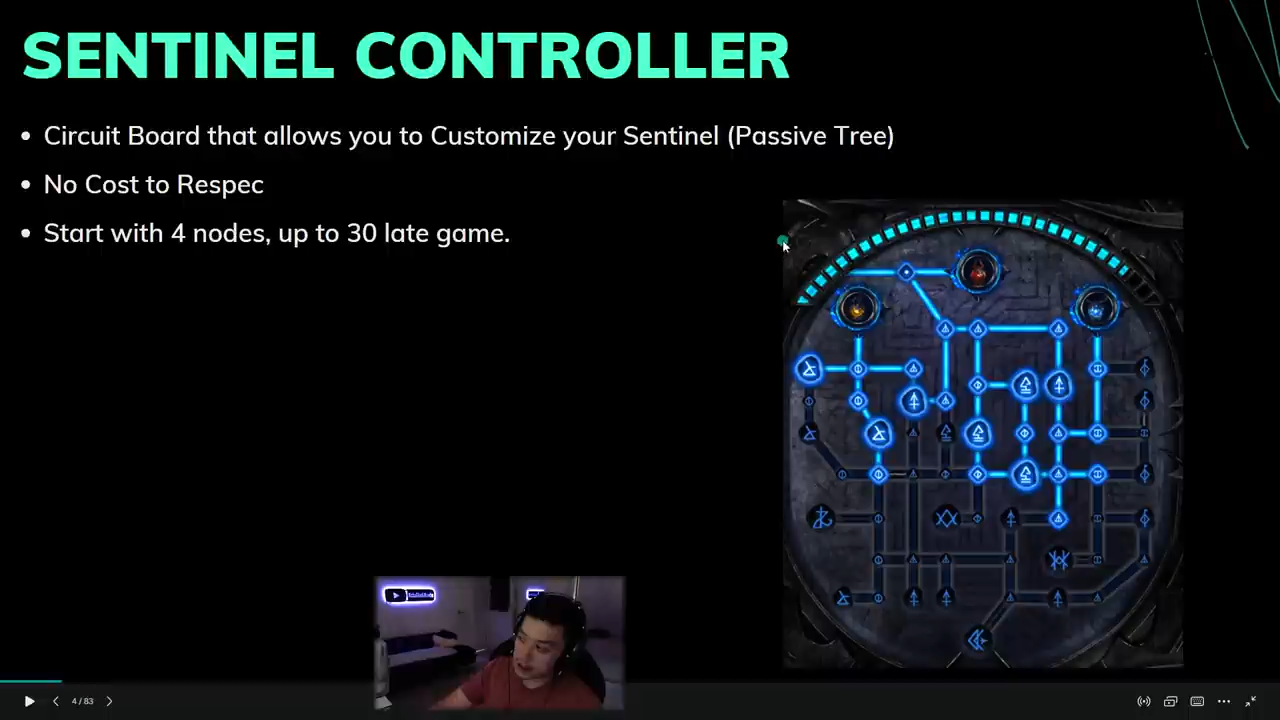 SENTINEL CONTROLLER
• Circuit Board that allows you to Customize your Sentinel (Passive Tree)
• No Cost to Respec
• Start with 4 nodes, up to 30 late game.
4 / 83